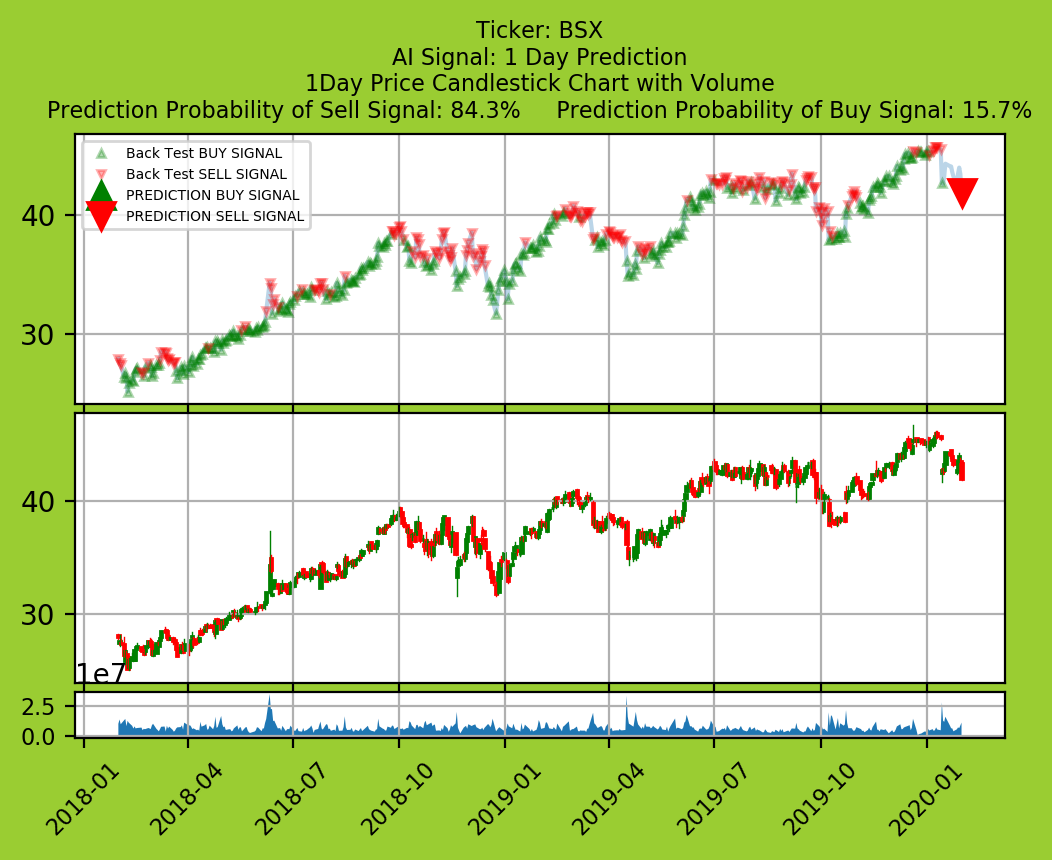 Ticker: BSX
AI Signal: 1 Day Prediction
1Day Price Candlestick Chart with Volume
Prediction Probability of Sell Signal: 84.3%      Prediction Probability of Buy Signal: 15.7%
Back Test BUY SIGNAL
Back Test SELL SIGNAL
PREDICTION BUY SIGNAL
PREDICTION SELL SIGNAL
40
30
40
30
1e7
2.5
0.0
2018-01
2018-04
2018-07
2018-10
2019-01
2019-04
2019-07
2019-10
2020-01